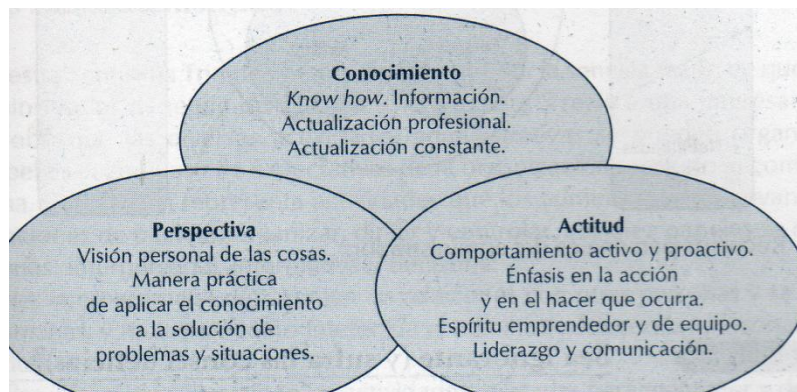 Conocimiento
Know how. Información.
Actualización profesional.
Actualización constante.
Perspectiva
Visión personal de las cosas.
Manera práctica
de aplicar el conocimiento
a la solución de
problemas y situaciones.
Actitud
Comportamiento activo y proactivo.
Énfasis en la acción
y en el hacer que ocurra.
Espíritu emprendedor y de equipo.
Liderazgo y comunicación.